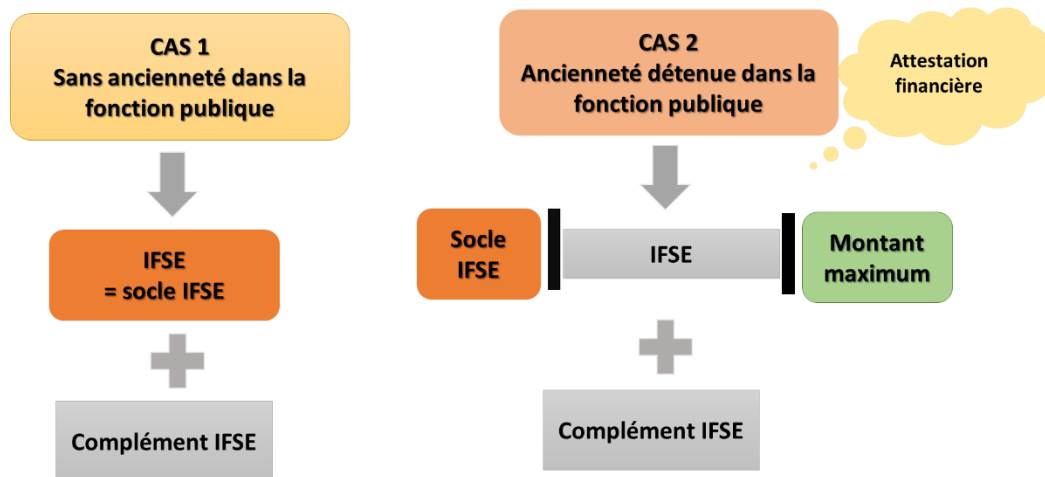 CAS 1
Sans ancienneté dans la
fonction publique
IFSE
= socle IFSE
Complément IFSE
CAS 2
Ancienneté détenue dans la
fonction publique
Attestation
financière
Socle
IFSE
IFSE
Montant
maximum
Complément IFSE